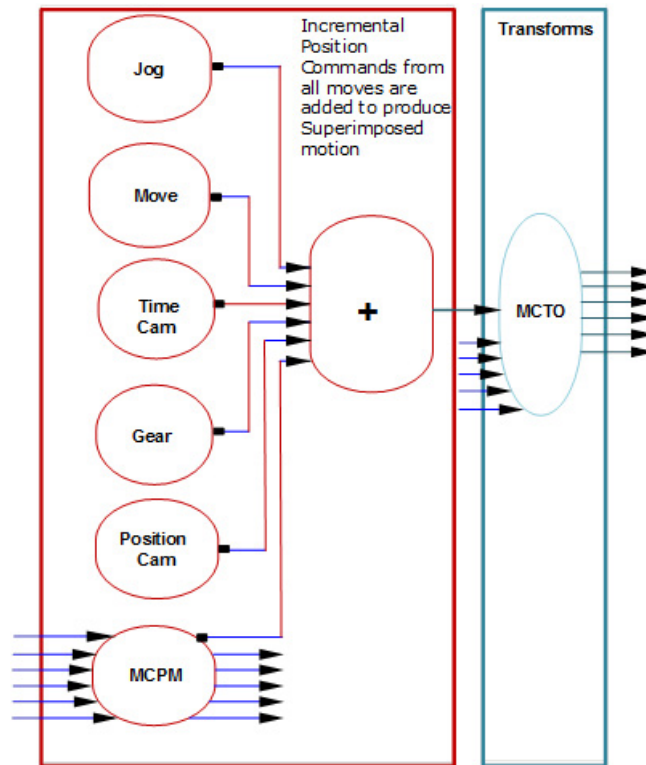 Jog
Incremental
Position
Commands from
all moves are
added to produce
Superimposed
motion
Transforms
Move
Time
Cam
+
MCTO
Gear
Position
Cam
MCPM